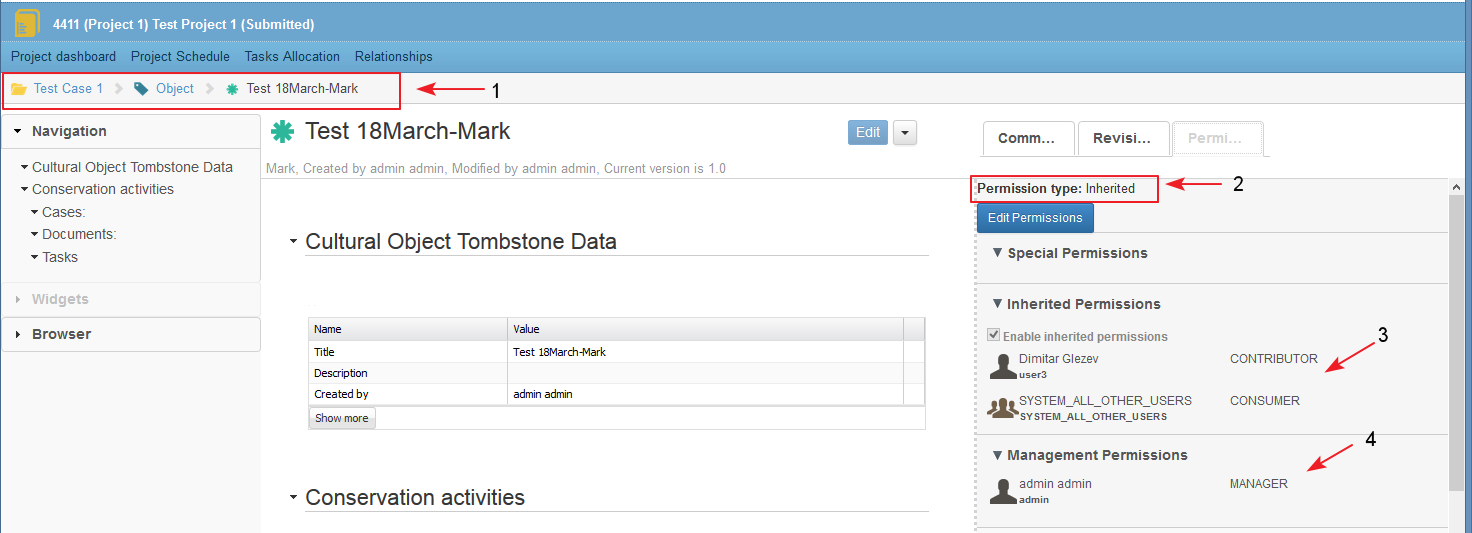 4411 (Project 1) Test Project 1 (Submitted)
Project dashboard Project Schedule Tasks Allocation Relationships
Test Case 1 Object Test 18March-Mark
1
Navigation
Cultural Object Tombstone Data
Conservation activities
Cases:
Documents:
Tasks
Widgets
Browser
Test 18March-Mark
Edit
Mark, Created by admin admin, Modified by admin admin, Current version is 1.0
Cultural Object Tombstone Data
Name Value
Title Test 18March-Mark
Description
Created by admin admin
Show more
Conservation activities
Comm... Revisi... Permi...
Permission type: Inherited
2
Edit Permissions
Special Permissions
Inherited Permissions
Enable inherited permissions
3
Dimitar Glezev CONTRIBUTOR
user3
SYSTEM_ALL_OTHER_USERS CONSUMER
SYSTEM_ALL_OTHER_USERS
4
Management Permissions
admin admin MANAGER
admin